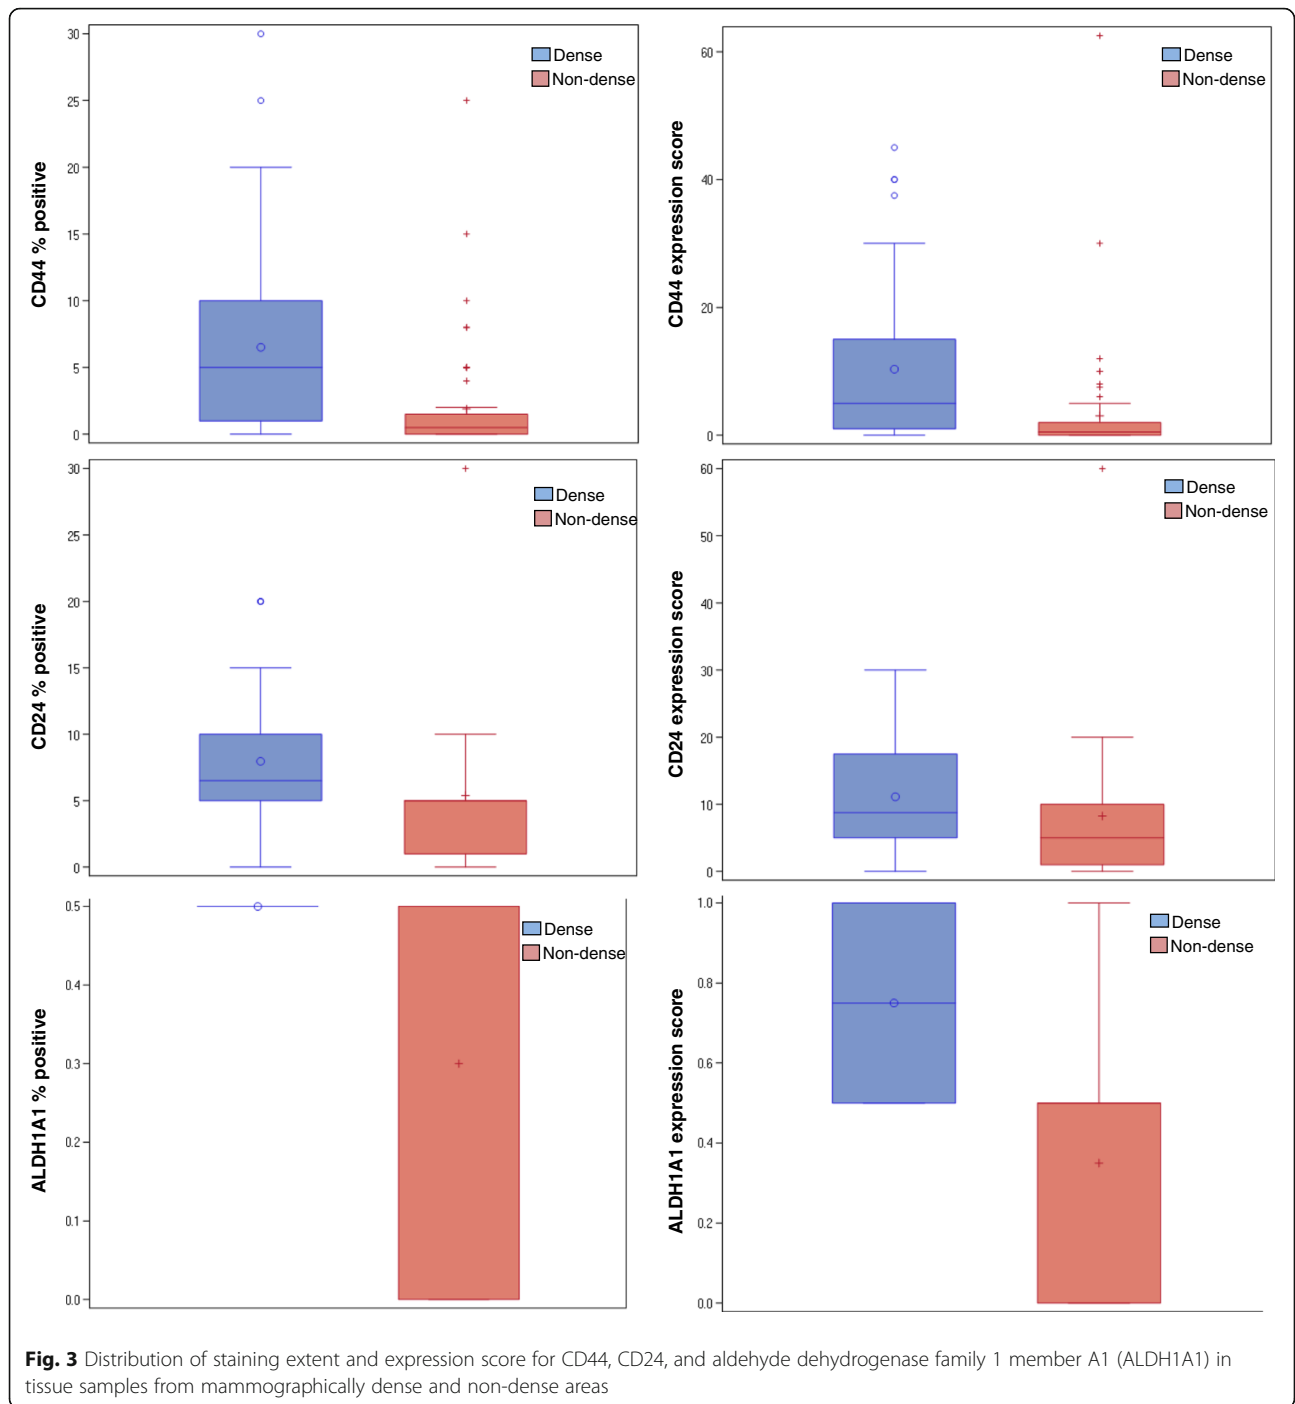 CD44 % positive
30
25
20
15
10
5
0
Dense
Non-dense
CD44 expression score
60
40
20
0
Dense
Non-dense
CD24 % positive
30
25
20
15
10
5
0
Dense
Non-dense
CD24 expression score
60
50
40
30
20
10
0
Dense
Non-dense
ALDH1A1 % positive
0.5
0.4
0.3
0.2
0.1
0.0
Dense
Non-dense
ALDH1A1 expression score
1.0
0.8
0.6
0.4
0.2
0.0
Dense
Non-dense
Fig. 3 Distribution of staining extent and expression score for CD44, CD24, and aldehyde dehydrogenase family 1 member A1 (ALDH1A1) in
tissue samples from mammographically dense and non-dense areas